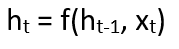 hₜ = f(hₜ₋₁, xₜ)